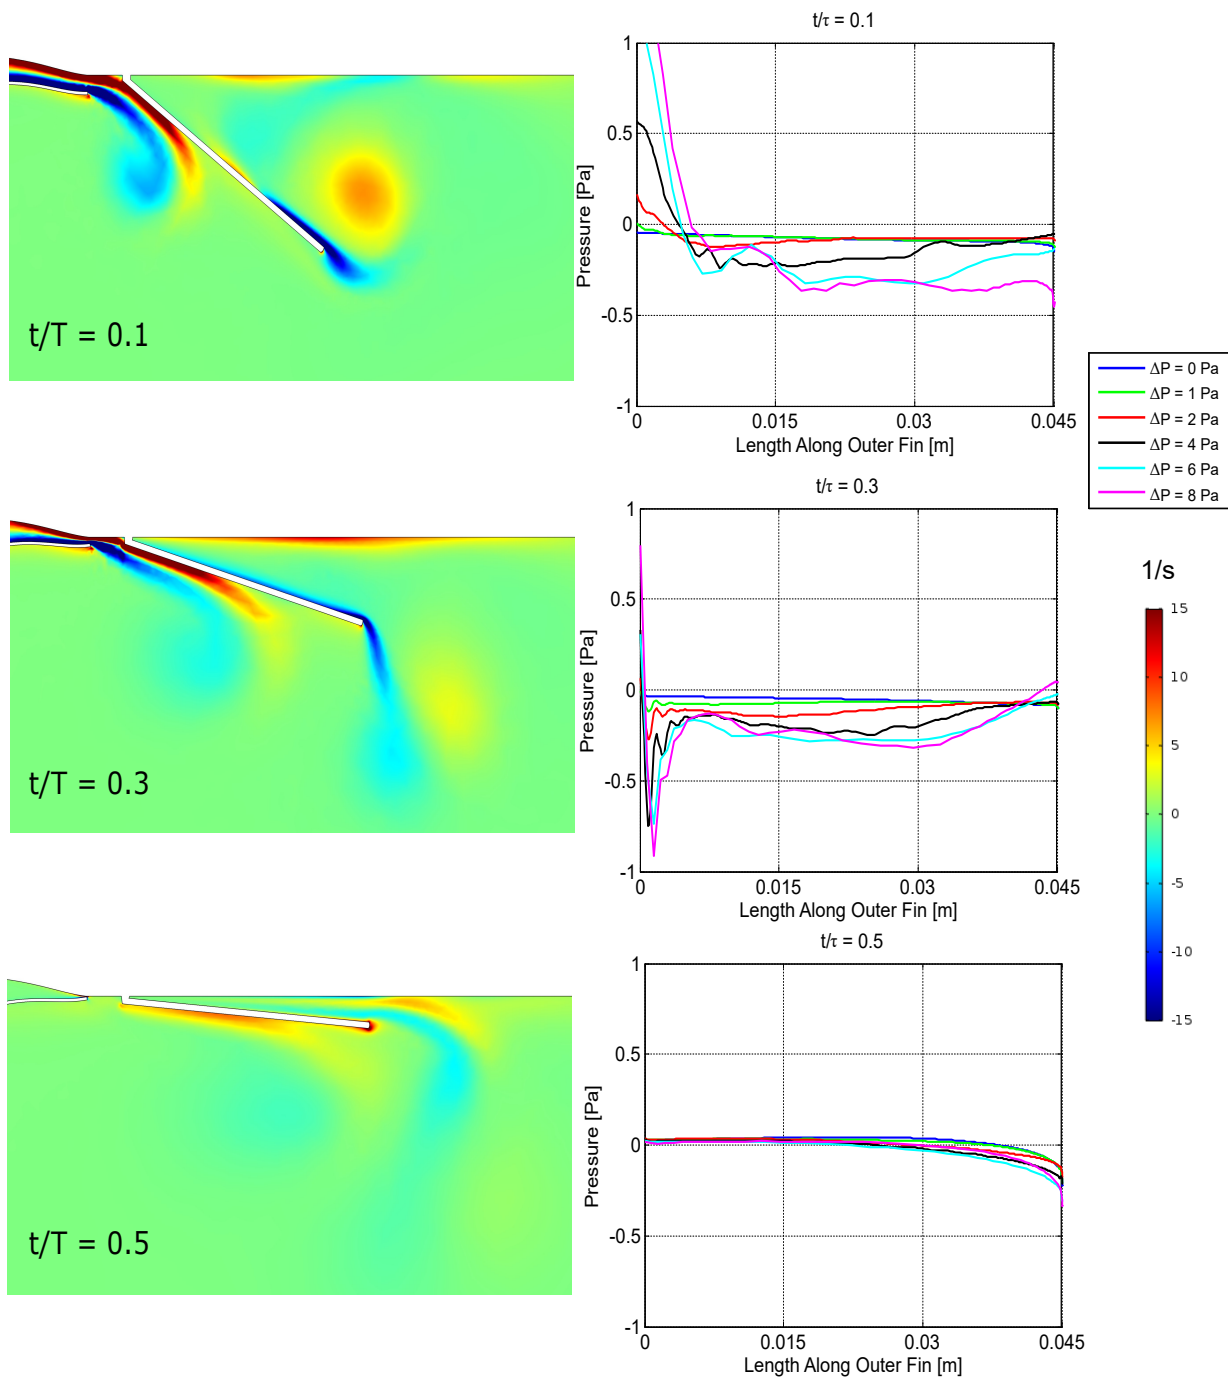 t/τ = 0.1
1
0.5
0
-0.5
-1
Pressure [Pa]
0
0.015
0.03
0.045
Length Along Outer Fin [m]
t/T = 0.1
ΔP = 0 Pa
ΔP = 1 Pa
ΔP = 2 Pa
ΔP = 4 Pa
ΔP = 6 Pa
ΔP = 8 Pa
t/τ = 0.3
1
0.5
0
-0.5
-1
Pressure [Pa]
0
0.015
0.03
0.045
Length Along Outer Fin [m]
t/T = 0.3
1/s
15
10
5
0
-5
-10
-15
t/τ = 0.5
1
0.5
0
-0.5
-1
Pressure [Pa]
0
0.015
0.03
0.045
Length Along Outer Fin [m]
t/T = 0.5